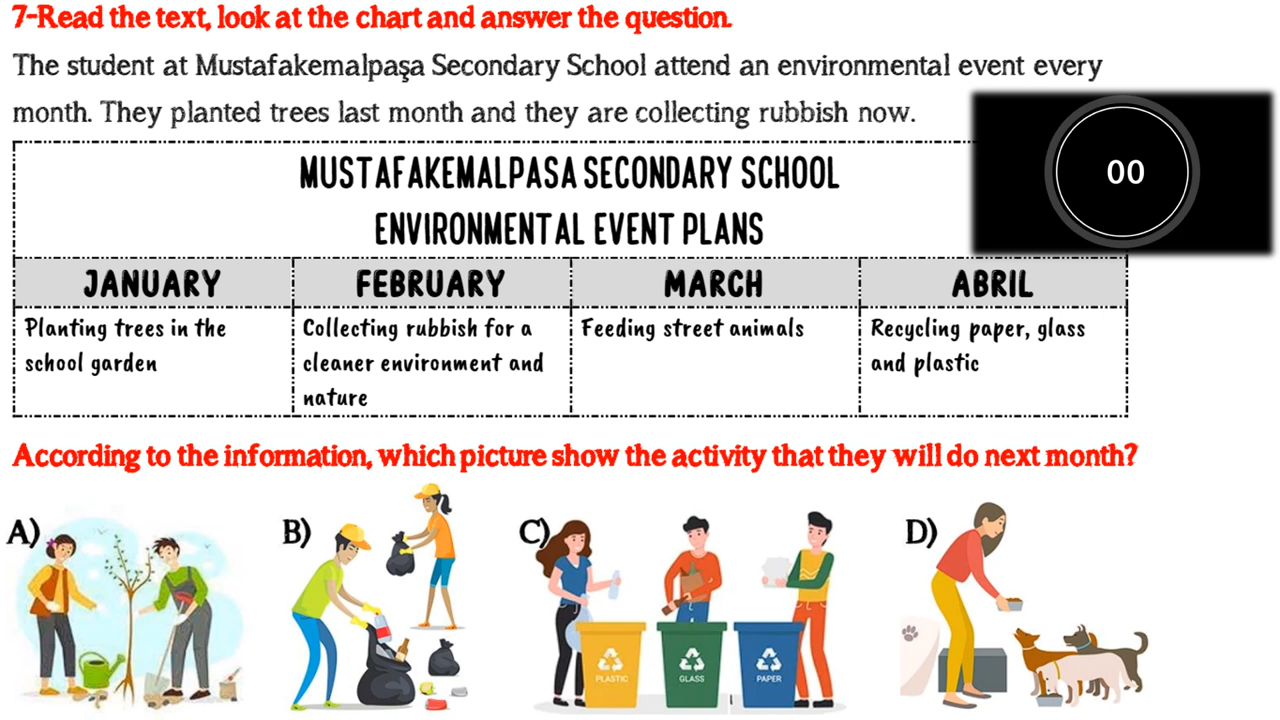 7-Read the text, look at the chart and answer the question.
The student at Mustafakemalpaşa Secondary School attend an environmental event every
month. They planted trees last month and they are collecting rubbish now.
00
MUSTAFAKEMALPASA SECONDARY SCHOOL
ENVIRONMENTAL EVENT PLANS
JANUARY
FEBRUARY
MARCH
ABRIL
Planting trees in the
school garden
Collecting rubbish for a
cleaner environment and
nature
Feeding street animals
Recycling paper, glass
and plastic
According to the information, which picture show the activity that they will do next month?
A)
B)
C)
D)
PLASTIC
GLASS
PAPER